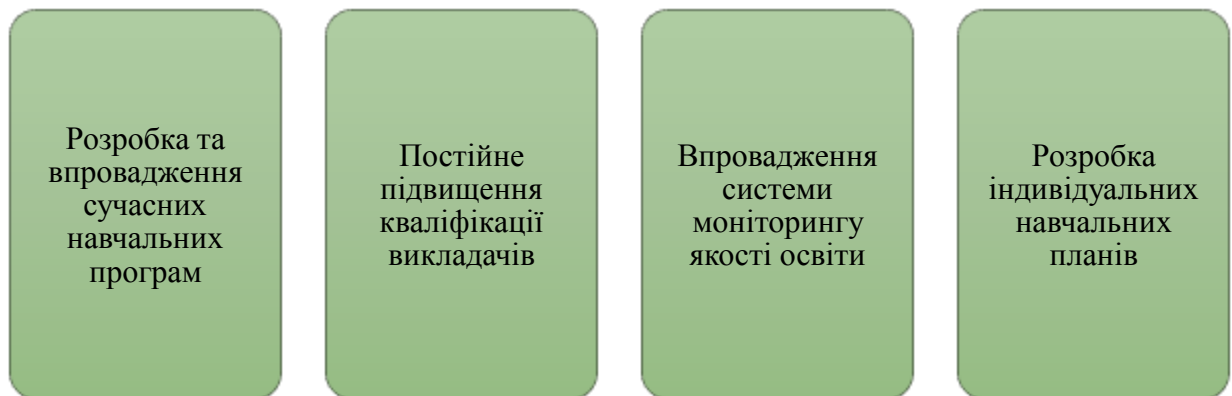 Розробка та
впровадження
сучасних
навчальних
програм
Постійне
підвищення
кваліфікації
викладачів
Впровадження
системи
моніторингу
якості освіти
Розробка
індивідуальних
навчальних
планів